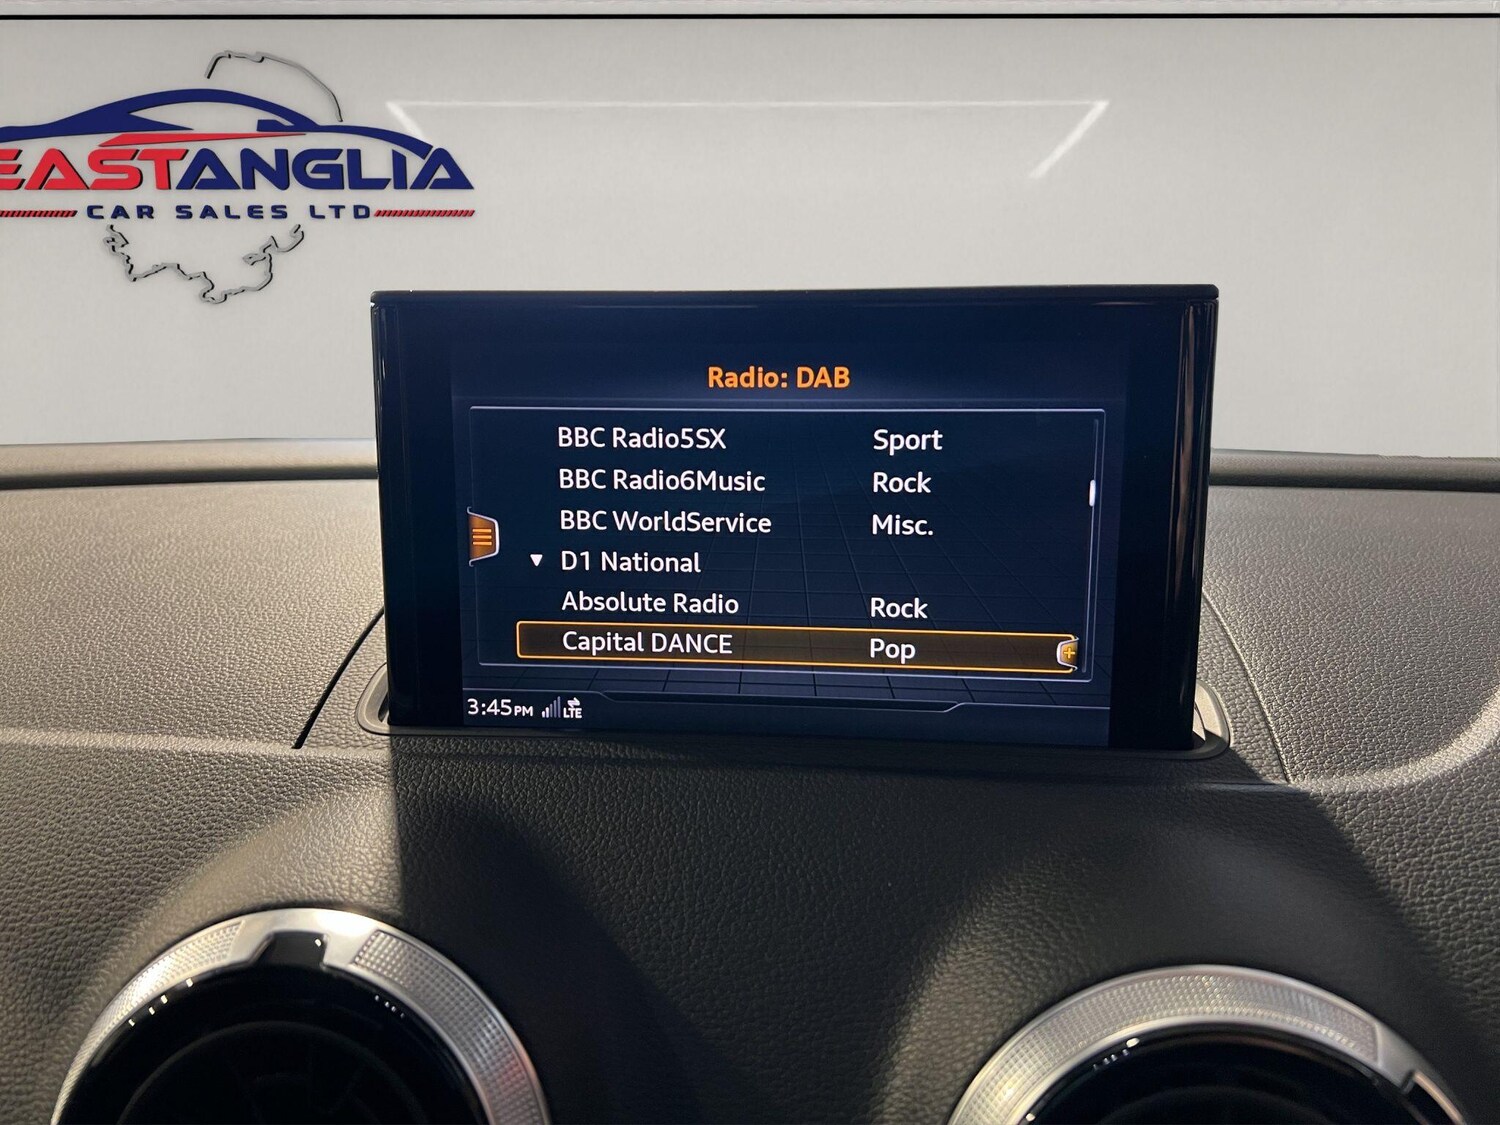 EASTANGLIA
CAR SALES LTD
Radio: DAB
BBC Radio5SX Sport
BBC Radio6Music Rock
BBC WorldService Misc.
D1 National
Absolute Radio Rock
Capital DANCE Pop
3:45PM LTE